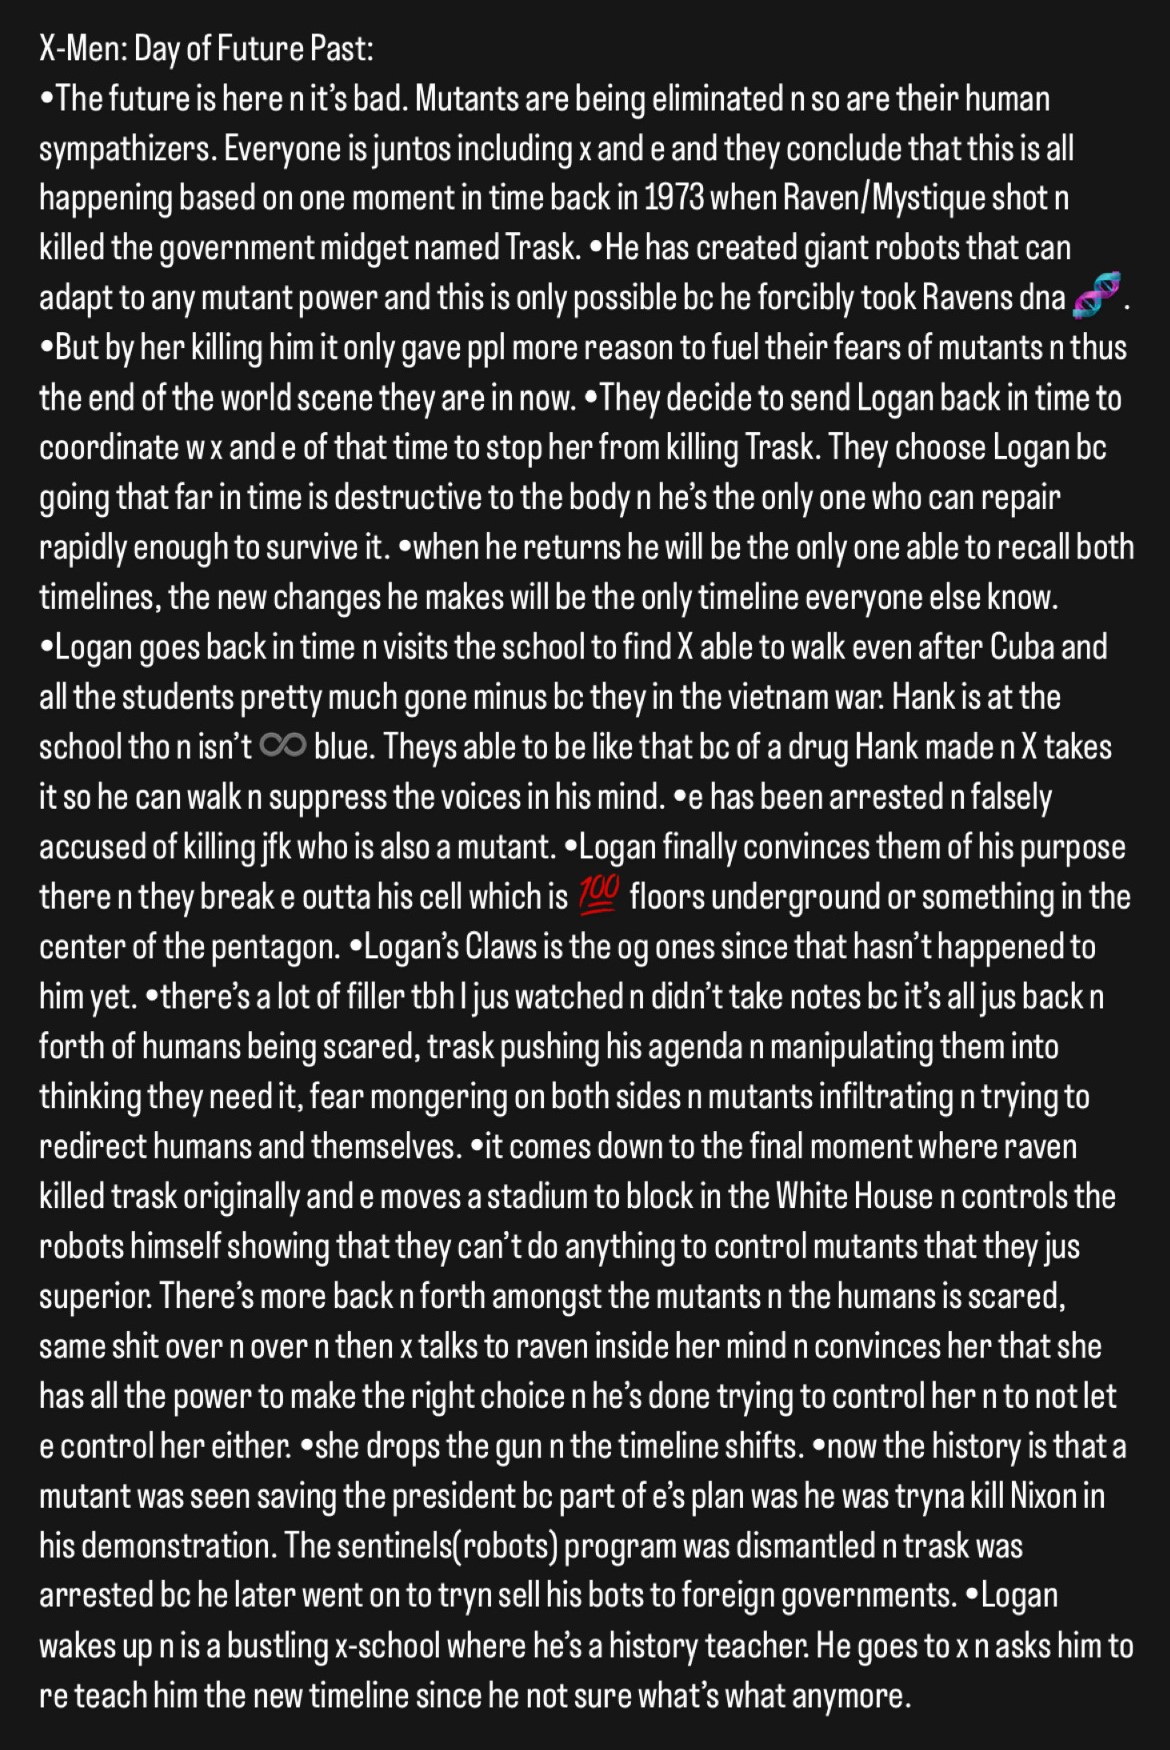 X-Men: Day of Future Past:
•The future is here n it’s bad. Mutants are being eliminated n so are their human
sympathizers. Everyone is juntos including x and e and they conclude that this is all
happening based on one moment in time back in 1973 when Raven/Mystique shot n
killed the government midget named Trask. •He has created giant robots that can
adapt to any mutant power and this is only possible bc he forcibly took Ravens dna 🧬.
•But by her killing him it only gave ppl more reason to fuel their fears of mutants n thus
the end of the world scene they are in now. •They decide to send Logan back in time to
coordinate w x and e of that time to stop her from killing Trask. They choose Logan bc
going that far in time is destructive to the body n he’s the only one who can repair
rapidly enough to survive it. •when he returns he will be the only one able to recall both
timelines, the new changes he makes will be the only timeline everyone else know.
•Logan goes back in time n visits the school to find X able to walk even after Cuba and
all the students pretty much gone minus bc they in the vietnam war. Hank is at the
school tho n isn’t ♾ blue. Theys able to be like that bc of a drug Hank made n X takes
it so he can walk n suppress the voices in his mind. •e has been arrested n falsely
accused of killing jfk who is also a mutant. •Logan finally convinces them of his purpose
there n they break e outta his cell which is 💯 floors underground or something in the
center of the pentagon. •Logan’s Claws is the og ones since that hasn’t happened to
him yet. •there’s a lot of filler tbh I jus watched n didn’t take notes bc it’s all jus back n
forth of humans being scared, trask pushing his agenda n manipulating them into
thinking they need it, fear mongering on both sides n mutants infiltrating n trying to
redirect humans and themselves. •it comes down to the final moment where raven
killed trask originally and e moves a stadium to block in the White House n controls the
robots himself showing that they can’t do anything to control mutants that they jus
superior. There’s more back n forth amongst the mutants n the humans is scared,
same shit over n over n then x talks to raven inside her mind n convinces her that she
has all the power to make the right choice n he’s done trying to control her n to not let
e control her either. •she drops the gun n the timeline shifts. •now the history is that a
mutant was seen saving the president bc part of e’s plan was he was tryna kill Nixon in
his demonstration. The sentinels(robots) program was dismantled n trask was
arrested bc he later went on to tryn sell his bots to foreign governments. •Logan
wakes up n is a bustling x-school where he’s a history teacher. He goes to x n asks him to
re teach him the new timeline since he not sure what’s what anymore.